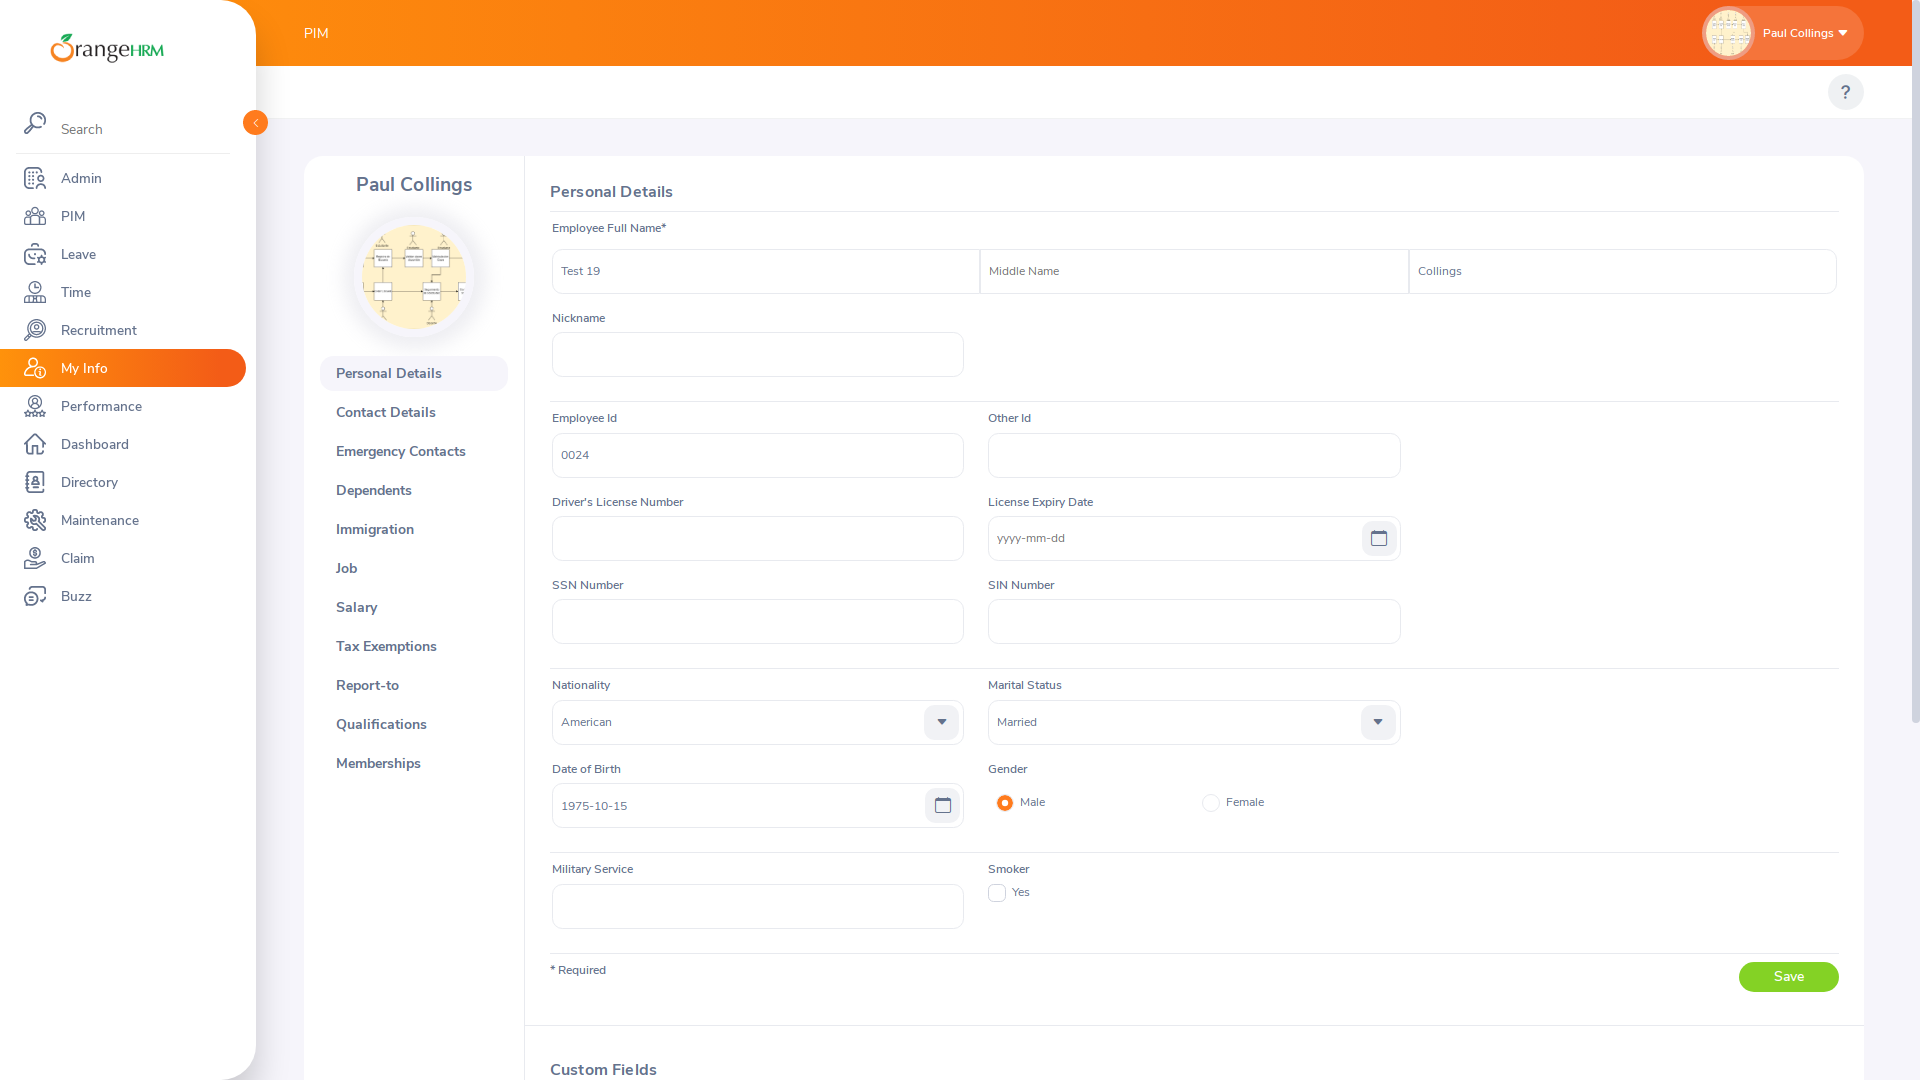 OrangeHRM
PIM
Paul Collings
?
Search
Admin
PIM
Leave
Time
Recruitment
My Info
Performance
Dashboard
Directory
Maintenance
Claim
Buzz
Paul Collings
Personal Details
Contact Details
Emergency Contacts
Dependents
Immigration
Job
Salary
Tax Exemptions
Report-to
Qualifications
Memberships
Personal Details
Employee Full Name*
Test 19 Middle Name Collings
Nickname
Employee Id Other Id
0024
Driver's License Number License Expiry Date
yyyy-mm-dd
SSN Number SIN Number
Nationality Marital Status
American Married
Date of Birth Gender
1975-10-15 Male Female
Military Service Smoker
Yes
* Required
Save
Custom Fields